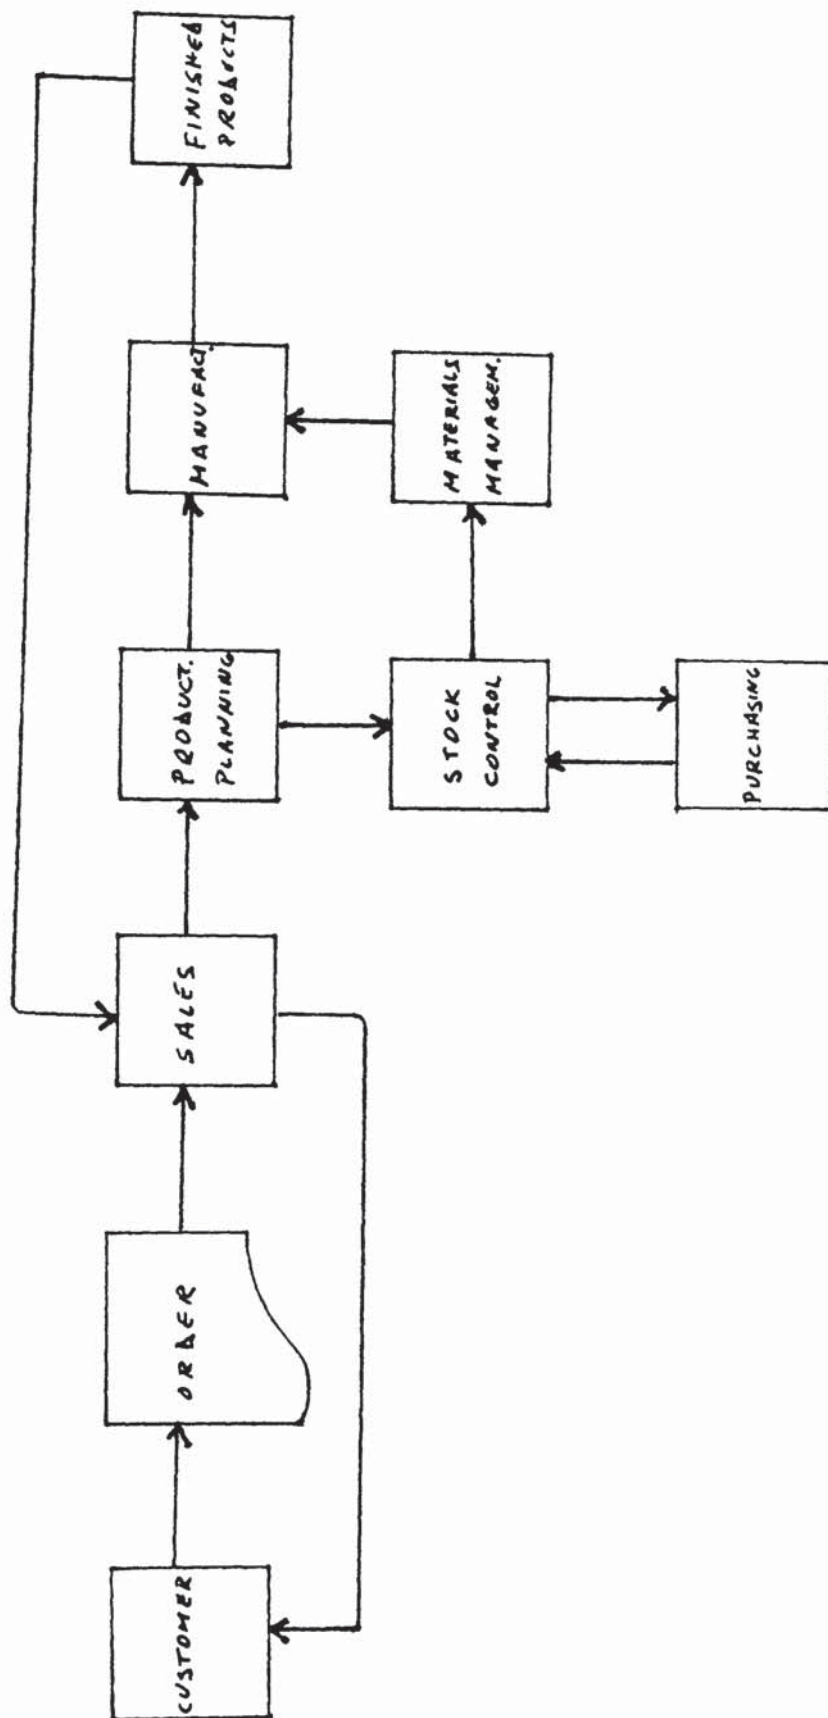 CUSTOMER
ORDER
SALES
PRODUCT.
PLANNING
MANUFACT.
FINISHED
PRODUCTS
STOCK
CONTROL
MATERIALS
MANAGEM.
PURCHASING